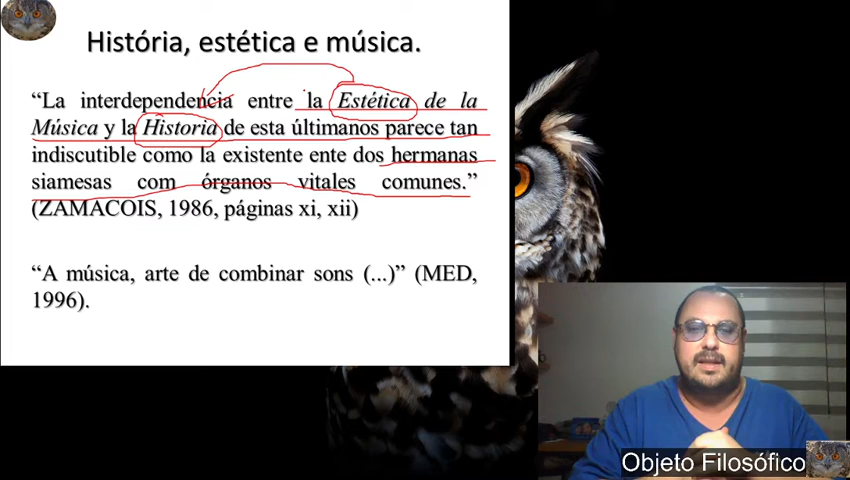 História, estética e música.
“La interdependencia entre la Estética de la
Música y la Historia de esta últimanos parece tan
indiscutible como la existente ente dos hermanas
siamesas com órganos vitales comunes.”
(ZAMACOIS, 1986, páginas xi, xii)
“A música, arte de combinar sons (...)” (MED,
1996).
Objeto Filosófico